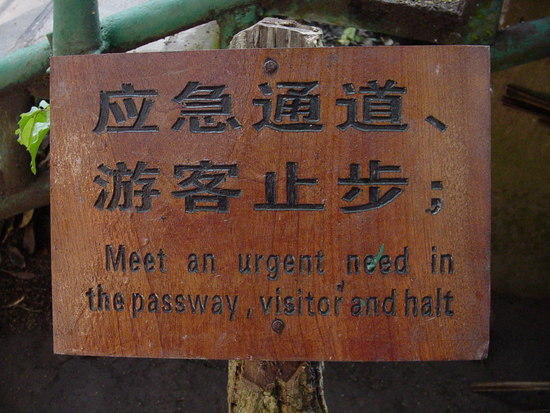 应急通道、
游客止步；
Meet an urgent need in
the passway, visitor and halt